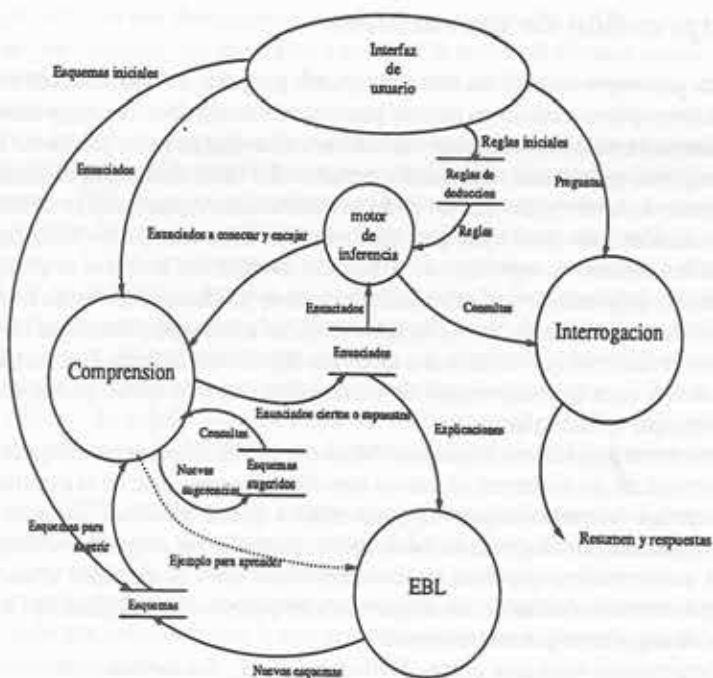 Interfaz
de
usuario
Esquemas iniciales
Reglas iniciales
Enunciados
Reglas de
deduccion
Preguntas
motor
de
inferencia
Enunciados a conectar y encajar
Reglas
Enunciados
Consultas
Interrogacion
Comprension
Enunciados
Enunciados ciertos o supuestos
Explicaciones
Consultas
Nuevas
sugerencias
Esquemas
sugeridos
Esquemas para
sugerir
Ejemplo para aprender
Resumen y respuestas
EBL
Esquemas
Nuevos esquemas